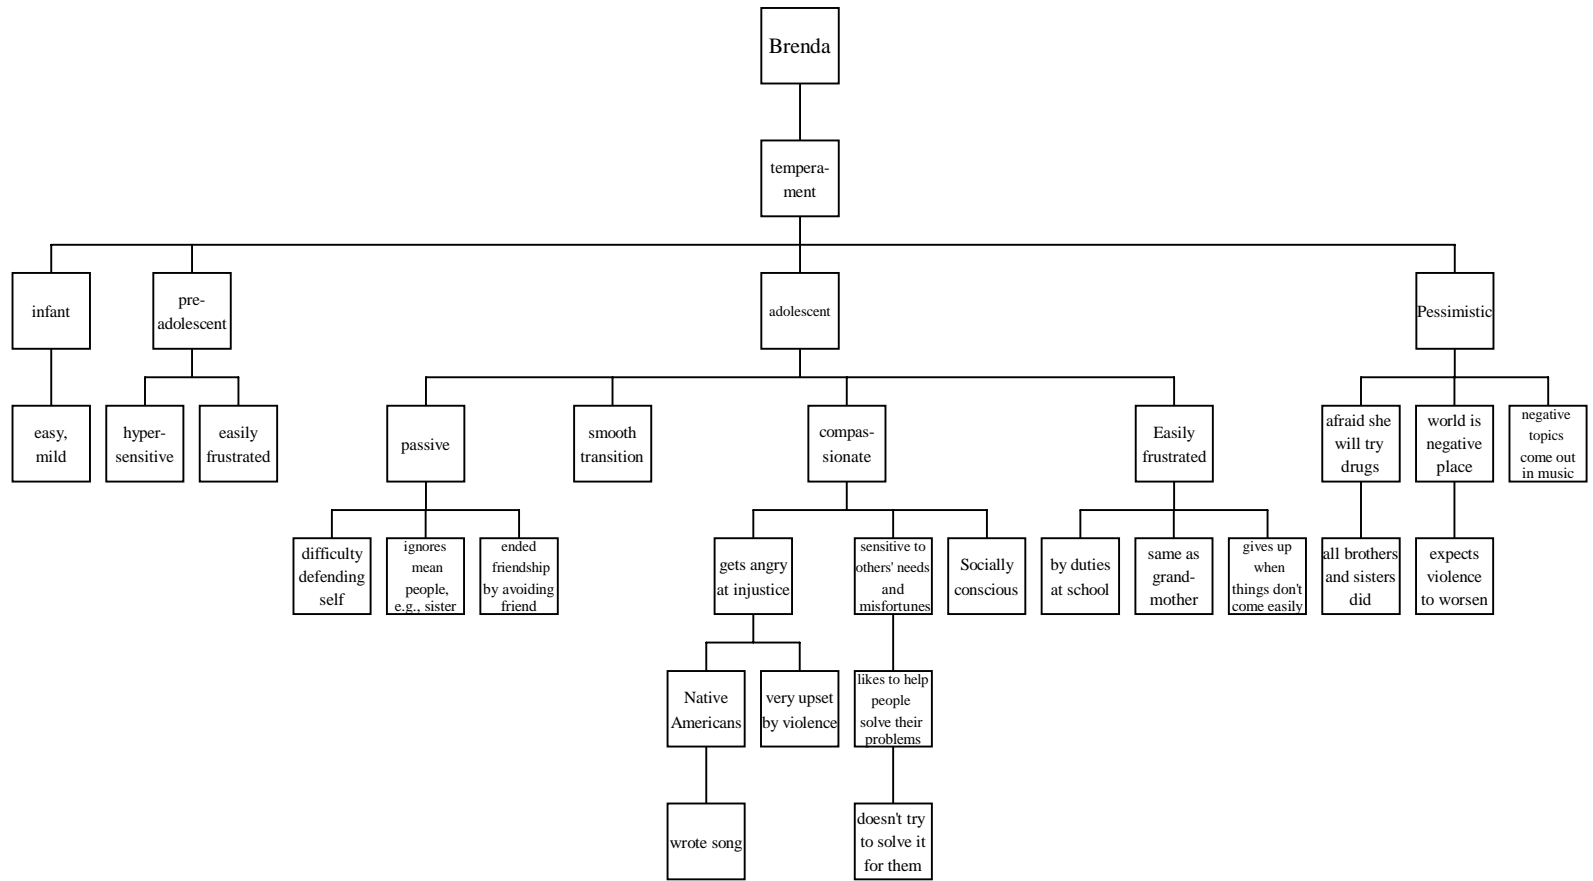 Brenda
tempera-
ment
infant
pre-
adolescent
adolescent
Pessimistic
easy,
mild
hyper-
sensitive
easily
frustrated
passive
smooth
transition
compas-
sionate
Easily
frustrated
afraid she
will try
drugs
world is
negative
place
negative
topics
come out
in music
difficulty
defending
self
ignores
mean
people,
e.g., sister
ended
friendship
by avoiding
friend
gets angry
at injustice
sensitive to
others' needs
and
misfortunes
Socially
conscious
by duties
at school
same as
grand-
mother
gives up
when
things don't
come easily
all brothers
and sisters
did
expects
violence
to worsen
Native
Americans
very upset
by violence
likes to help
people
solve their
problems
wrote song
doesn't try
to solve it
for them